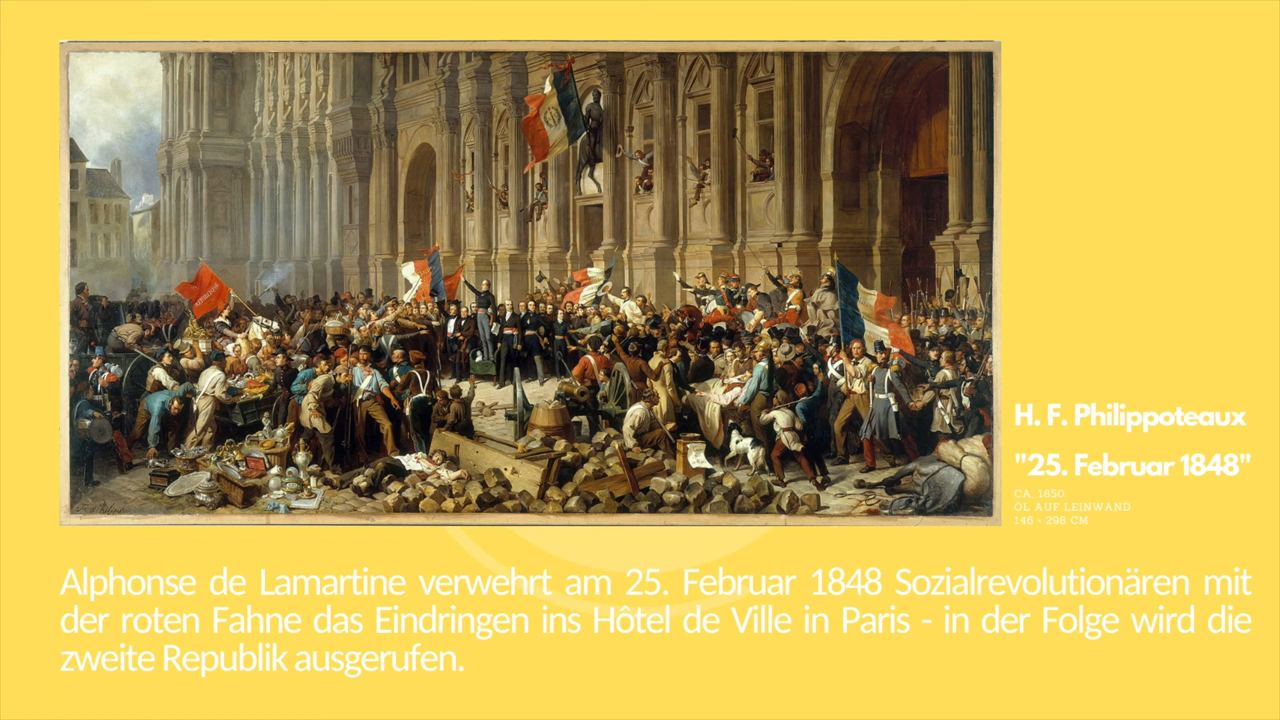 H. F. Philippoteaux
"25. Februar 1848"
CA. 1850
ÖL AUF LEINWAND
146 × 298 CM
Alphonse de Lamartine verwehrt am 25. Februar 1848 Sozialrevolutionären mit
der roten Fahne das Eindringen ins Hôtel de Ville in Paris - in der Folge wird die
zweite Republik ausgerufen.